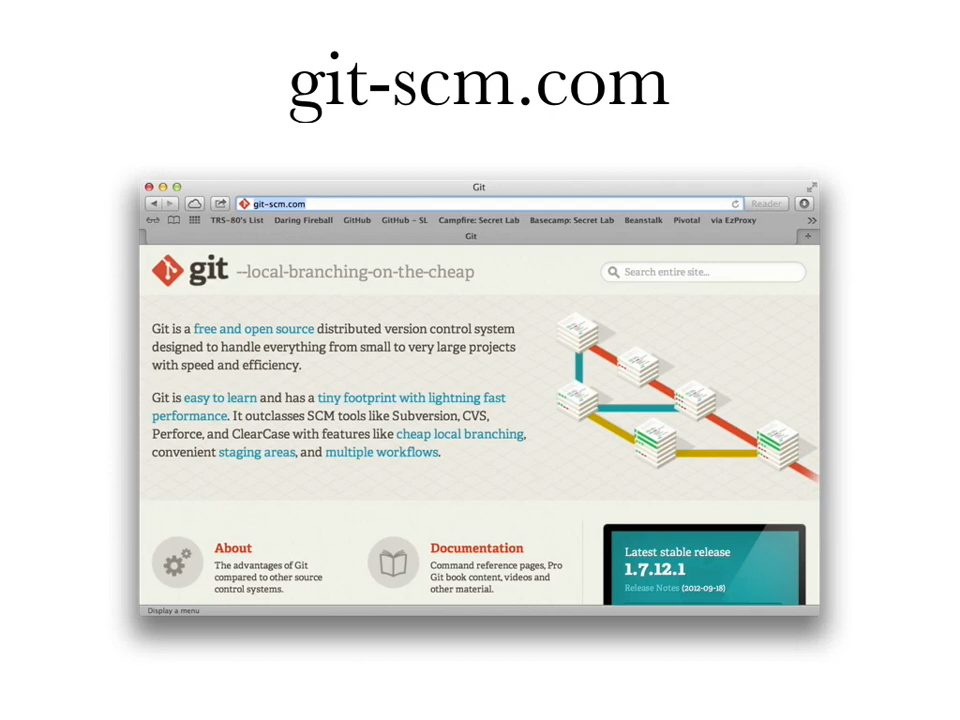 git-scm.com
Git
git-scm.com
Reader
TRS-80's List Daring Fireball GitHub GitHub – SL Campfire: Secret Lab Basecamp: Secret Lab Beanstalk Pivotal via EzProxy
Git
git --local-branching-on-the-cheap
Search entire site...
Git is a free and open source distributed version control system
designed to handle everything from small to very large projects
with speed and efficiency.
Git is easy to learn and has a tiny footprint with lightning fast
performance. It outclasses SCM tools like Subversion, CVS,
Perforce, and ClearCase with features like cheap local branching,
convenient staging areas, and multiple workflows.
About
The advantages of Git
compared to other source
control systems.
Documentation
Command reference pages, Pro
Git book content, videos and
other material.
Latest stable release
1.7.12.1
Release Notes (2012-09-18)
Display a menu